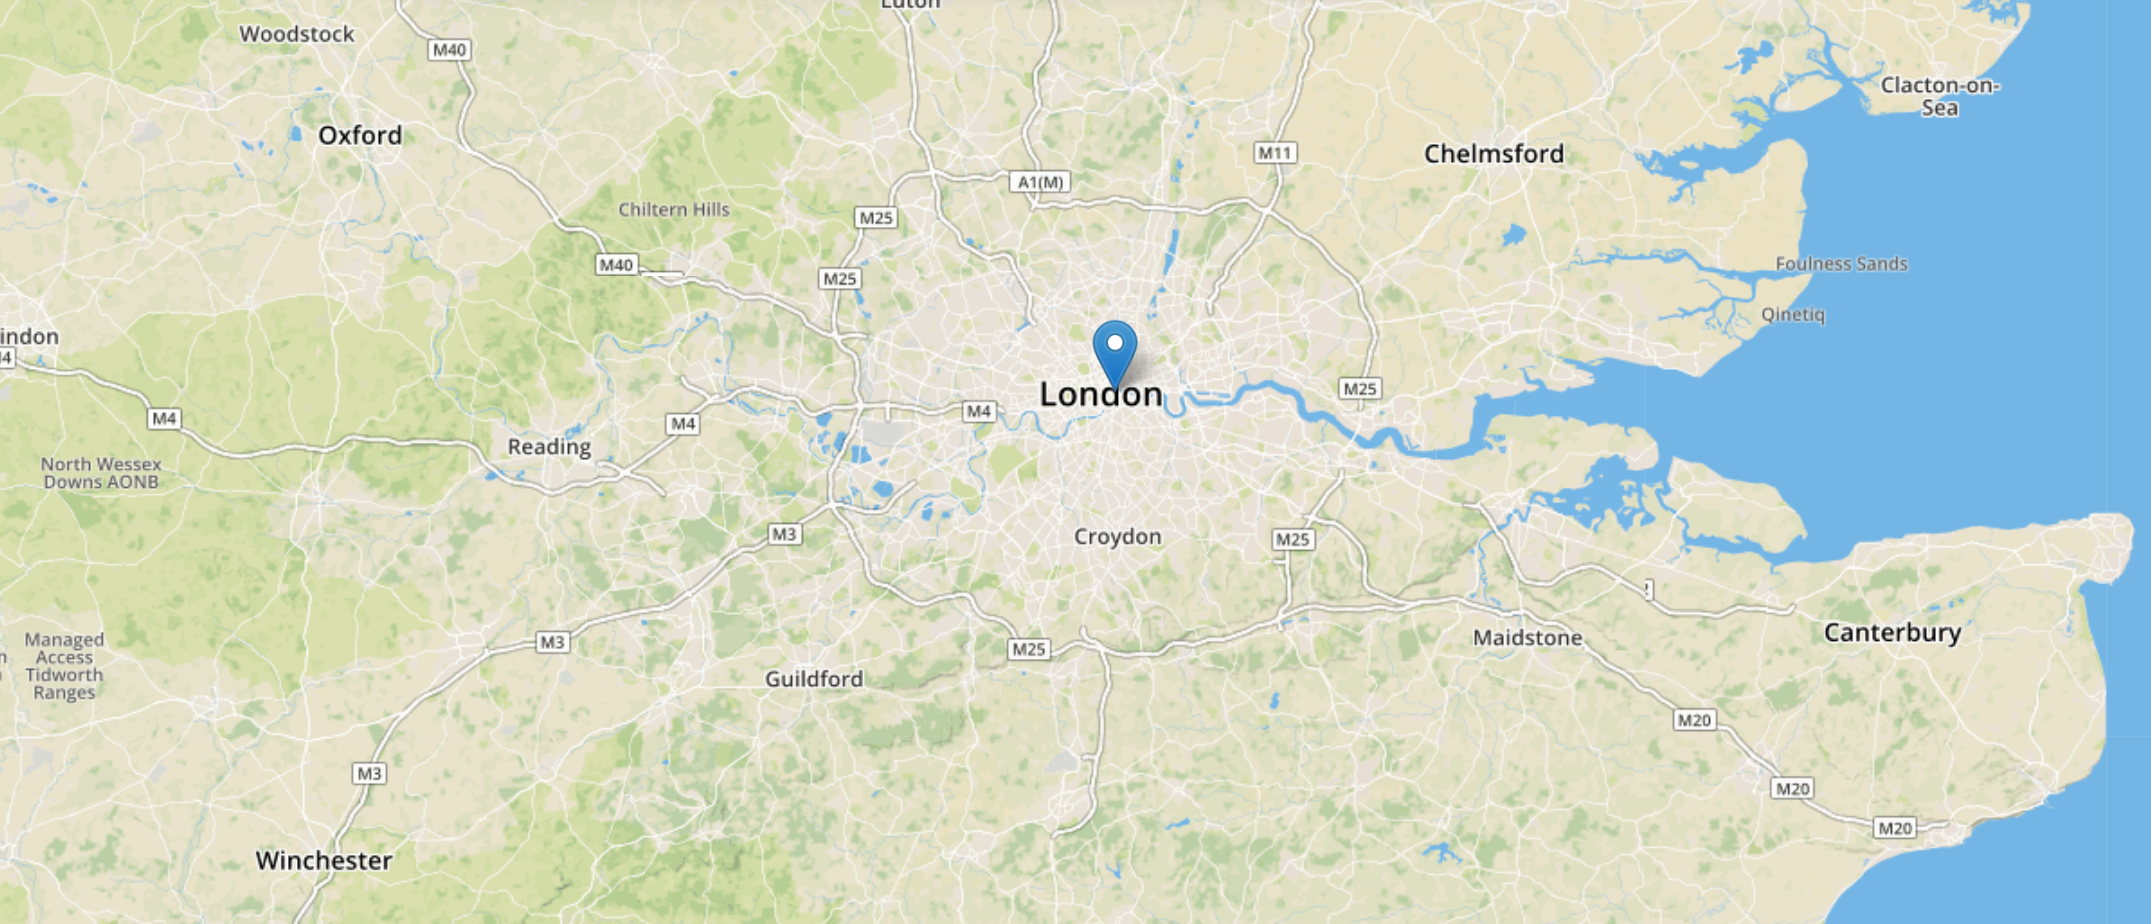 Luton
Woodstock
M40
Clacton-on-
Sea
Oxford
Chelmsford
M11
A1(M)
Chiltern Hills
M25
M40
Foulness Sands
M25
Qinetiq
indon
M4
London
M25
M4
M4
Reading
North Wessex
Downs AONB
M3
Croydon
M25
Canterbury
Managed
Access
Tidworth
Ranges
M3
Maidstone
M25
Guildford
M20
M3
M20
M20
Winchester